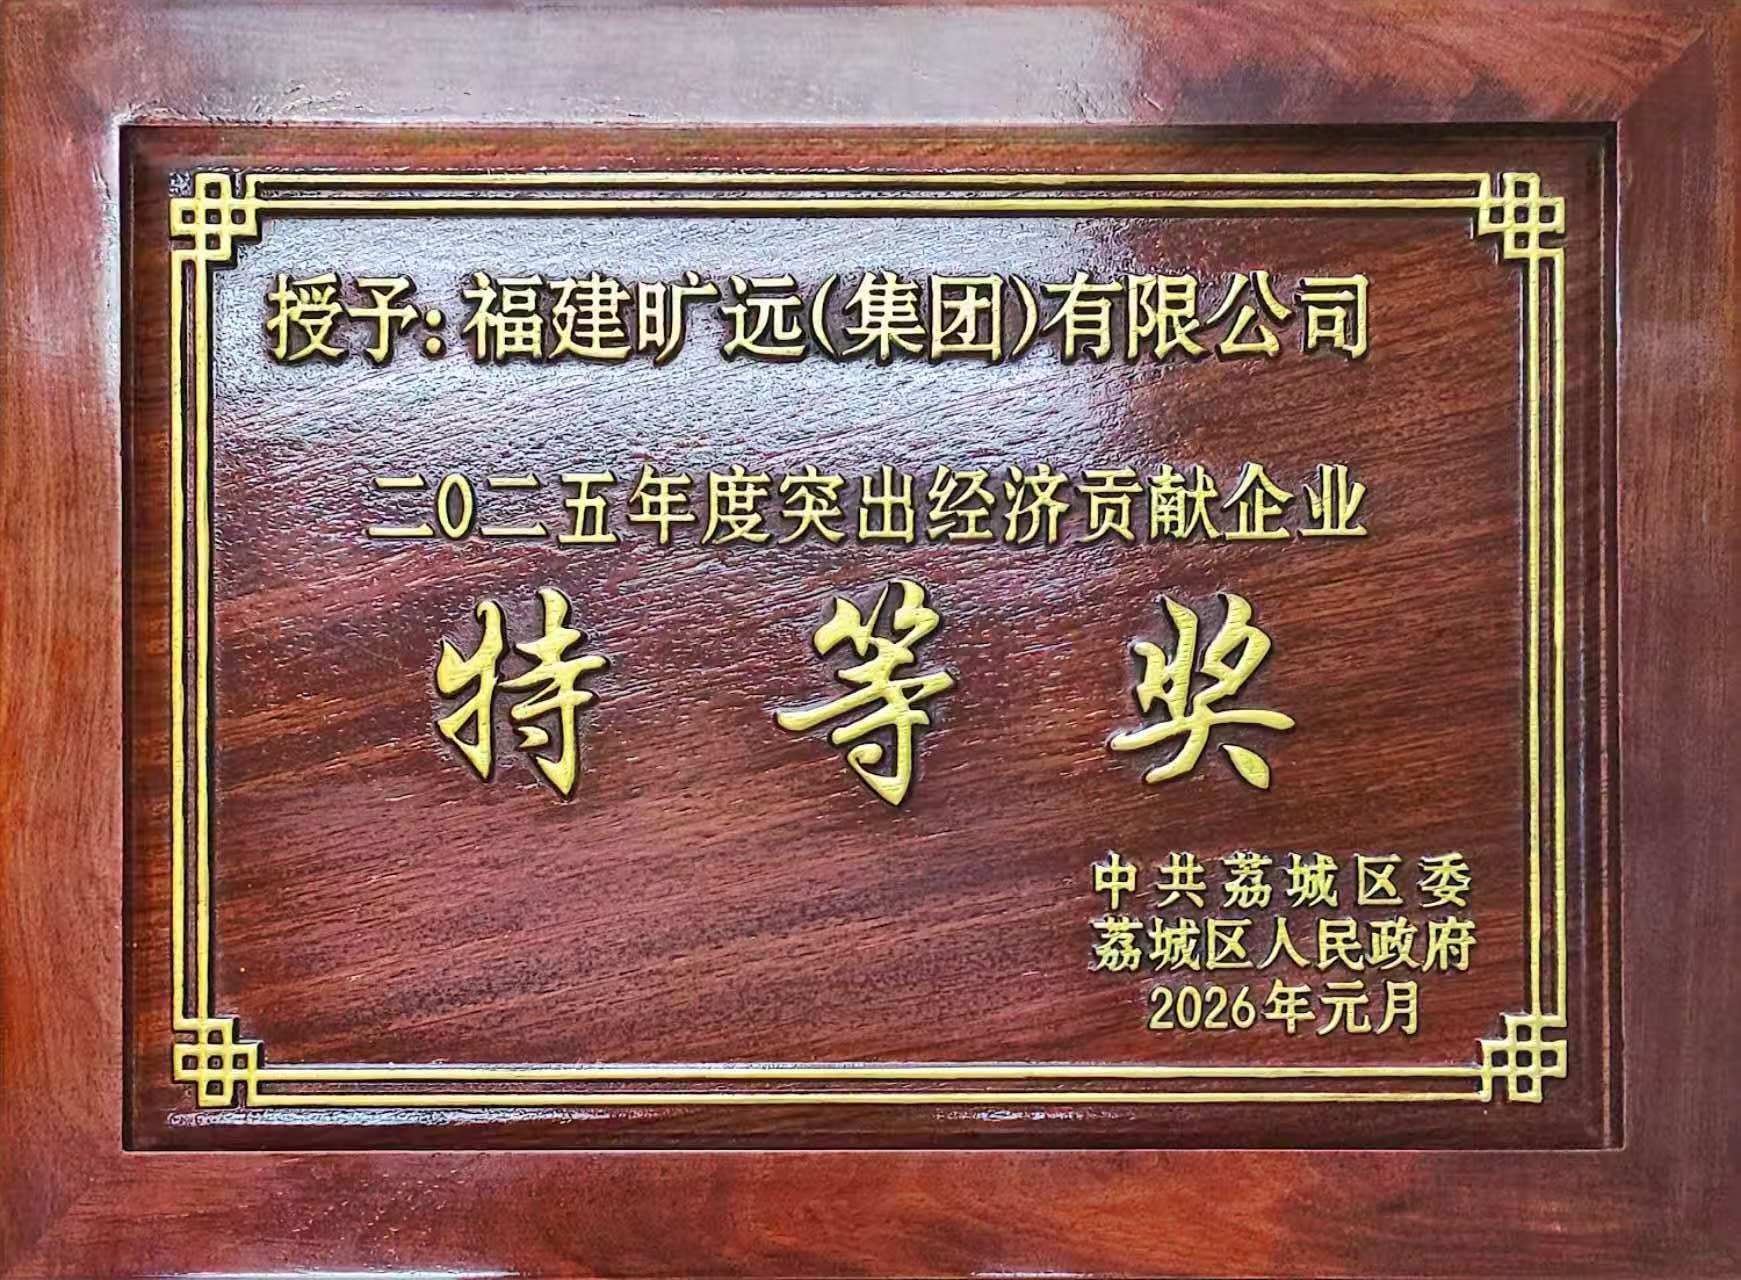 授予:福建旷远(集团)有限公司
二〇二五年度突出经济贡献企业
特等奖
中共荔城区委
荔城区人民政府
2026年元月